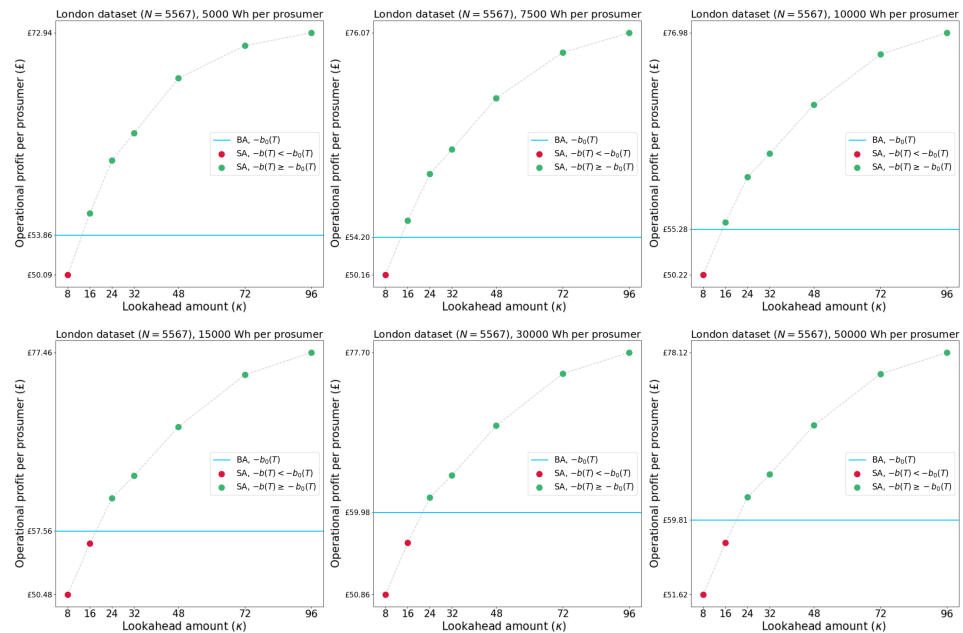 London dataset (N = 5567), 5000 Wh per prosumer
Operational profit per prosumer (£)
£72.94
£53.86
£50.09
BA, −b₀(T)
SA, −b(T) < −b₀(T)
SA, −b(T) ≥ −b₀(T)
8 16 24 32 48 72 96
Lookahead amount (κ)
London dataset (N = 5567), 7500 Wh per prosumer
Operational profit per prosumer (£)
£76.07
£54.20
£50.16
BA, −b₀(T)
SA, −b(T) < −b₀(T)
SA, −b(T) ≥ −b₀(T)
8 16 24 32 48 72 96
Lookahead amount (κ)
London dataset (N = 5567), 10000 Wh per prosumer
Operational profit per prosumer (£)
£76.98
£55.28
£50.22
BA, −b₀(T)
SA, −b(T) < −b₀(T)
SA, −b(T) ≥ −b₀(T)
8 16 24 32 48 72 96
Lookahead amount (κ)
London dataset (N = 5567), 15000 Wh per prosumer
Operational profit per prosumer (£)
£77.46
£57.56
£50.48
BA, −b₀(T)
SA, −b(T) < −b₀(T)
SA, −b(T) ≥ −b₀(T)
8 16 24 32 48 72 96
Lookahead amount (κ)
London dataset (N = 5567), 30000 Wh per prosumer
Operational profit per prosumer (£)
£77.70
£59.98
£50.86
BA, −b₀(T)
SA, −b(T) < −b₀(T)
SA, −b(T) ≥ −b₀(T)
8 16 24 32 48 72 96
Lookahead amount (κ)
London dataset (N = 5567), 50000 Wh per prosumer
Operational profit per prosumer (£)
£78.12
£59.81
£51.62
BA, −b₀(T)
SA, −b(T) < −b₀(T)
SA, −b(T) ≥ −b₀(T)
8 16 24 32 48 72 96
Lookahead amount (κ)